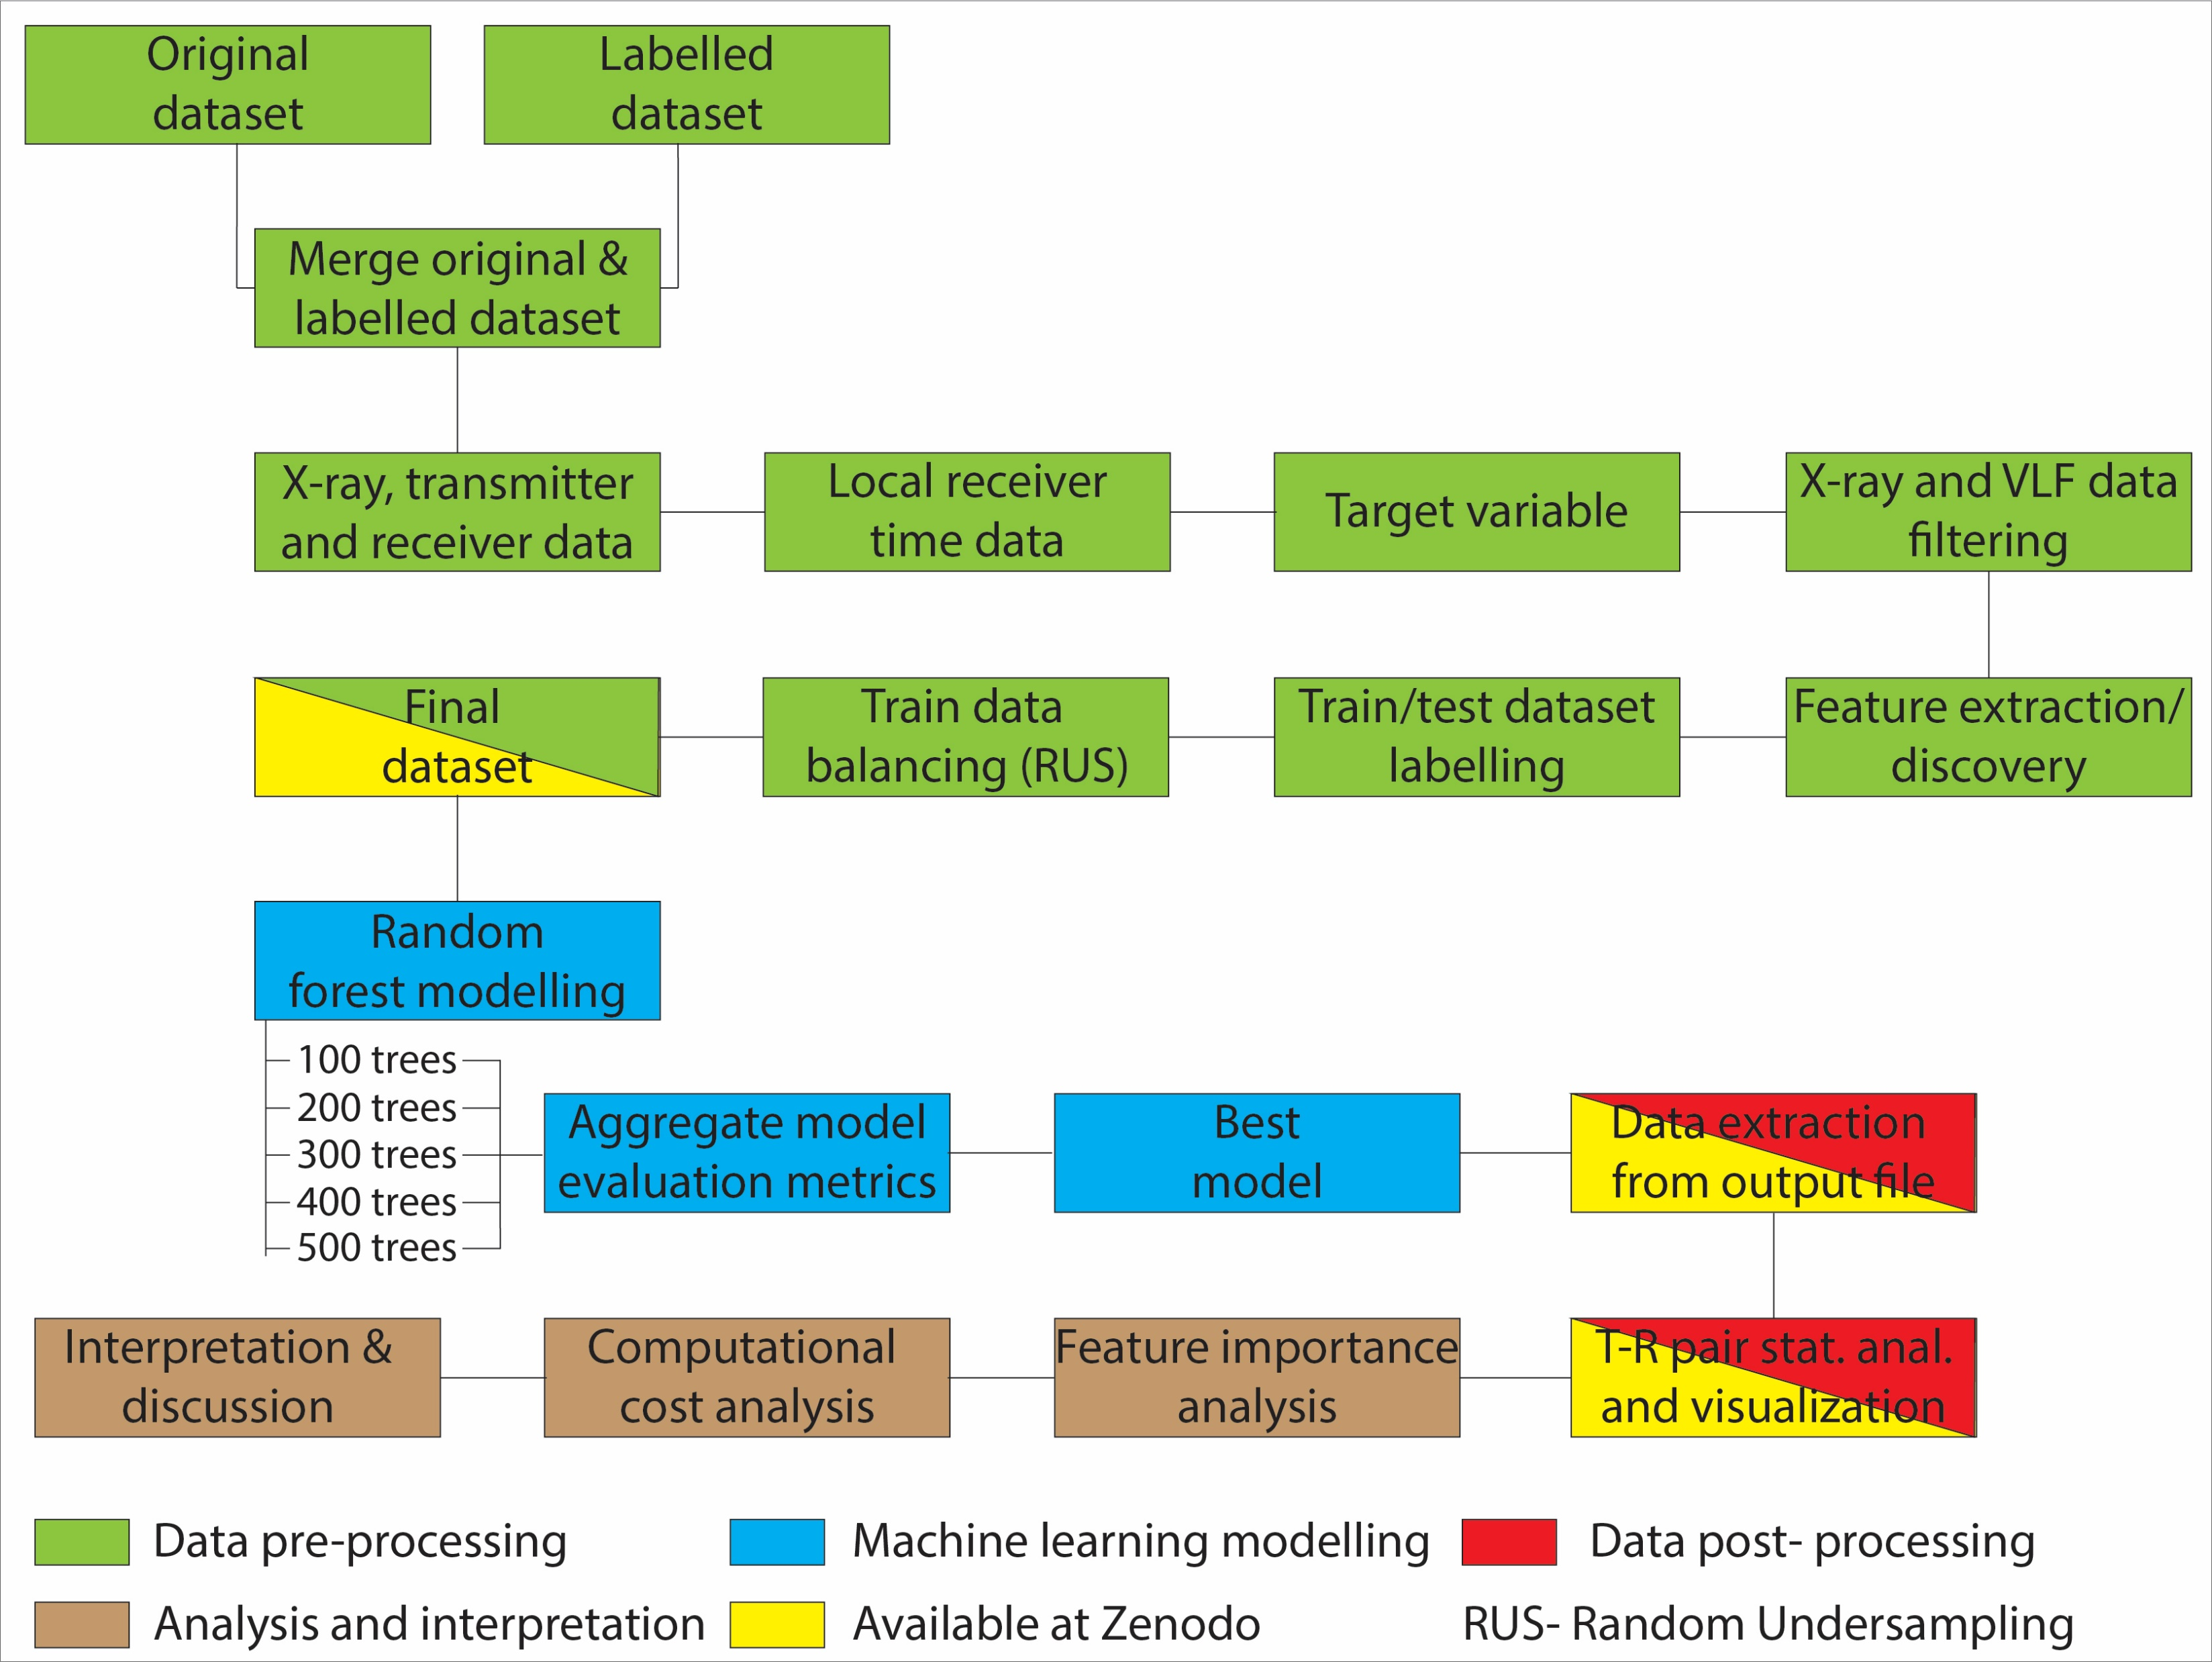 Original
dataset
Labelled
dataset
Merge original &
labelled dataset
X-ray, transmitter
and receiver data
Local receiver
time data
Target variable
X-ray and VLF data
filtering
Final
dataset
Train data
balancing (RUS)
Train/test dataset
labelling
Feature extraction/
discovery
Random
forest modelling
100 trees
200 trees
300 trees
400 trees
500 trees
Aggregate model
evaluation metrics
Best
model
Data extraction
from output file
Interpretation &
discussion
Computational
cost analysis
Feature importance
analysis
T-R pair stat. anal.
and visualization
Data pre-processing
Machine learning modelling
Data post- processing
Analysis and interpretation
Available at Zenodo
RUS- Random Undersampling